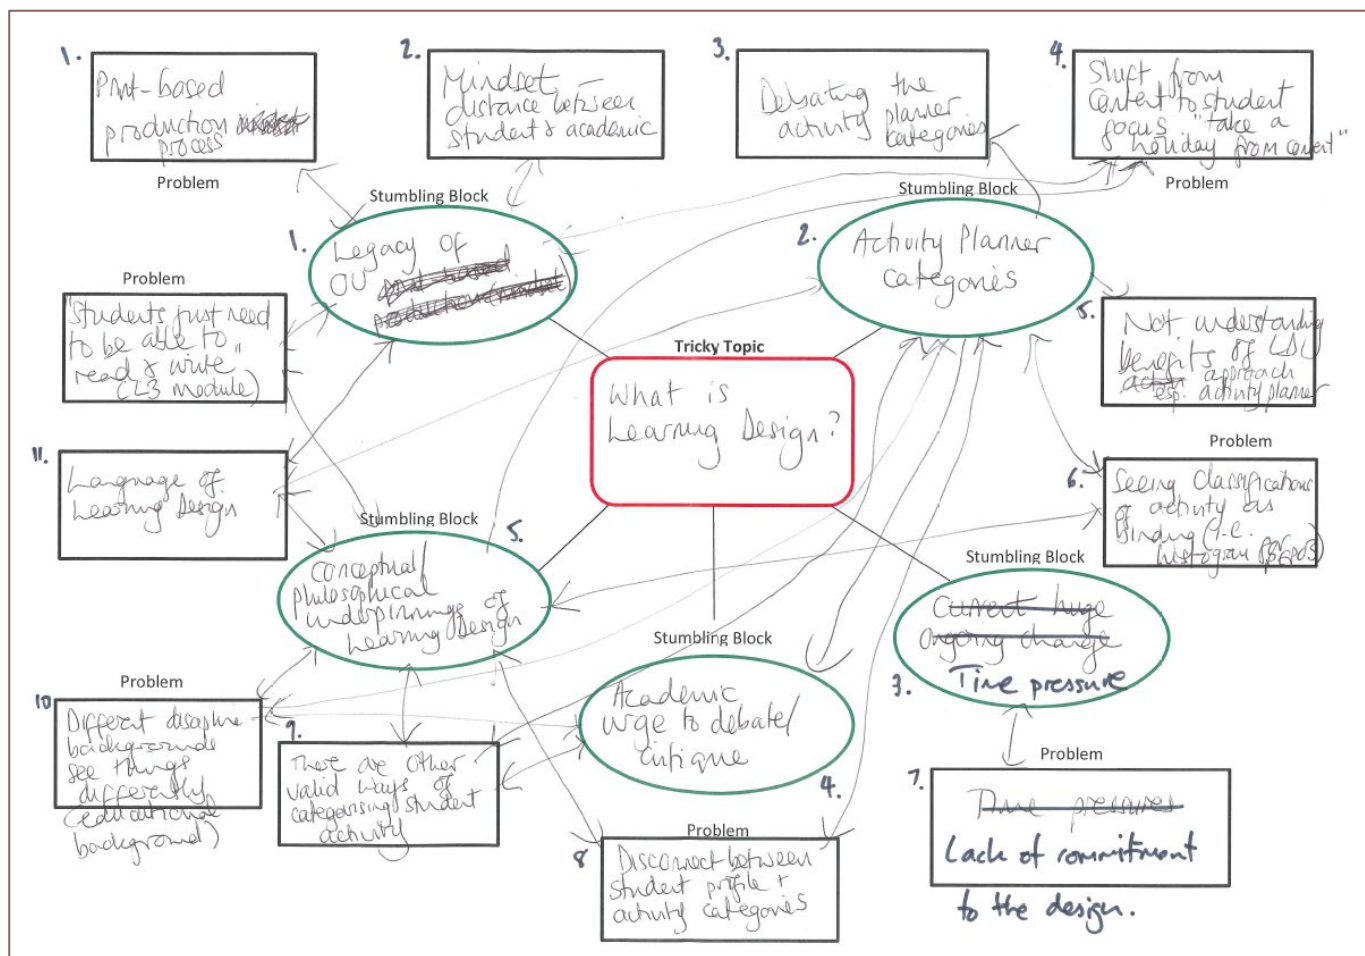 1.
Print-based
production
process
Problem
2.
Mindset –
distance between
student & academic
3.
Debating the
activity planner
categories
4.
Shift from
content to student
focus "take a
holiday from content"
Problem
Stumbling Block
1.
Legacy of
OU
Stumbling Block
2.
Activity Planner
categories
Problem
"Students just need
to be able to
read & write"
(L3 module)
Tricky Topic
What is
Learning Design?
5.
Not understanding
benefits of
approach
esp. activity planner
11.
Language of
Learning Design
Problem
6.
Seeing classifications
of activity as
binding (i.e.
histogram
Stumbling Block
5.
conceptual/
philosophical
underpinnings of
Learning Design
Stumbling Block
Current huge
ongoing change
3. Time pressure
Stumbling Block
Academic
urge to debate/
critique
4.
Problem
10
Different discipline
backgrounds
see things
differently
(educational
background)
9.
There are other
valid ways of
categorising student
activity
Problem
8
Disconnect between
student profile +
activity categories
Problem
7.
Time pressures
Lack of commitment
to the design.